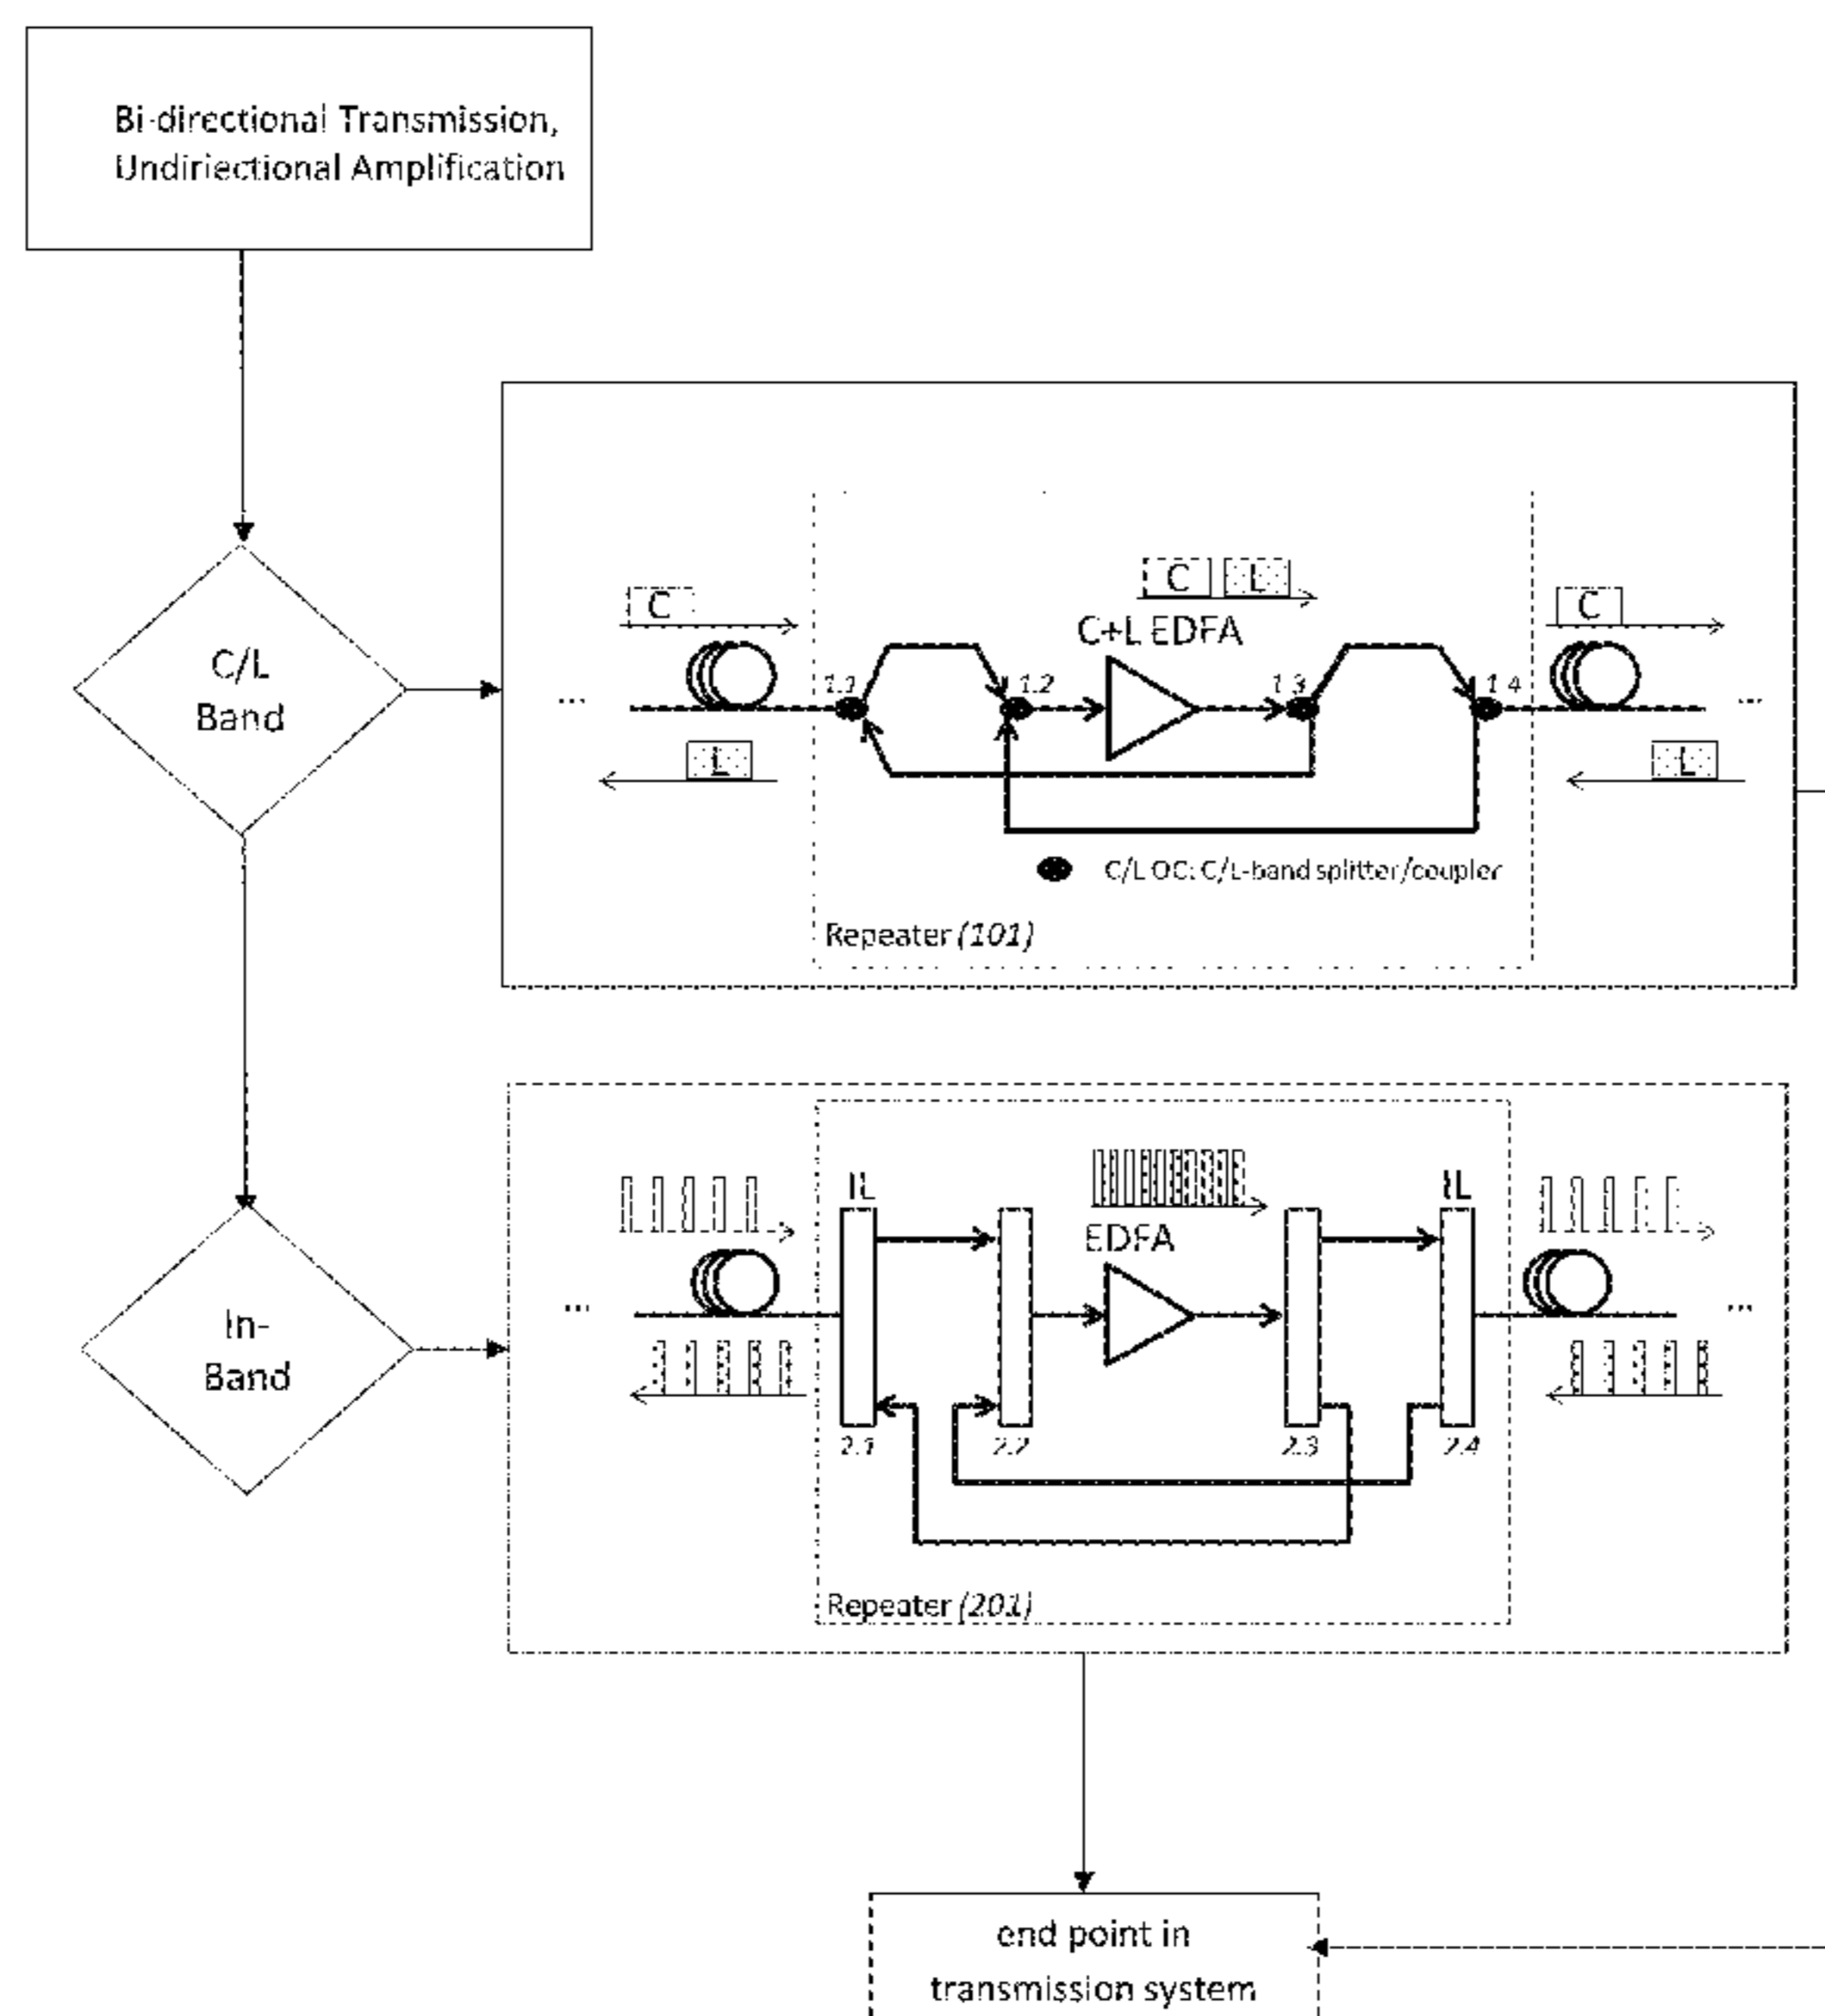 Bi-directional Transmission,
Undiriectional Amplification
C/L
Band
C
C L
C
C+L EDFA
1.1
1.2
1.3
1.4
...
...
L
L
C/L OC: C/L-band splitter/coupler
Repeater (101)
IL
IL
EDFA
In-
Band
...
...
2.1
2.2
2.3
2.4
Repeater (201)
end point in
transmission system